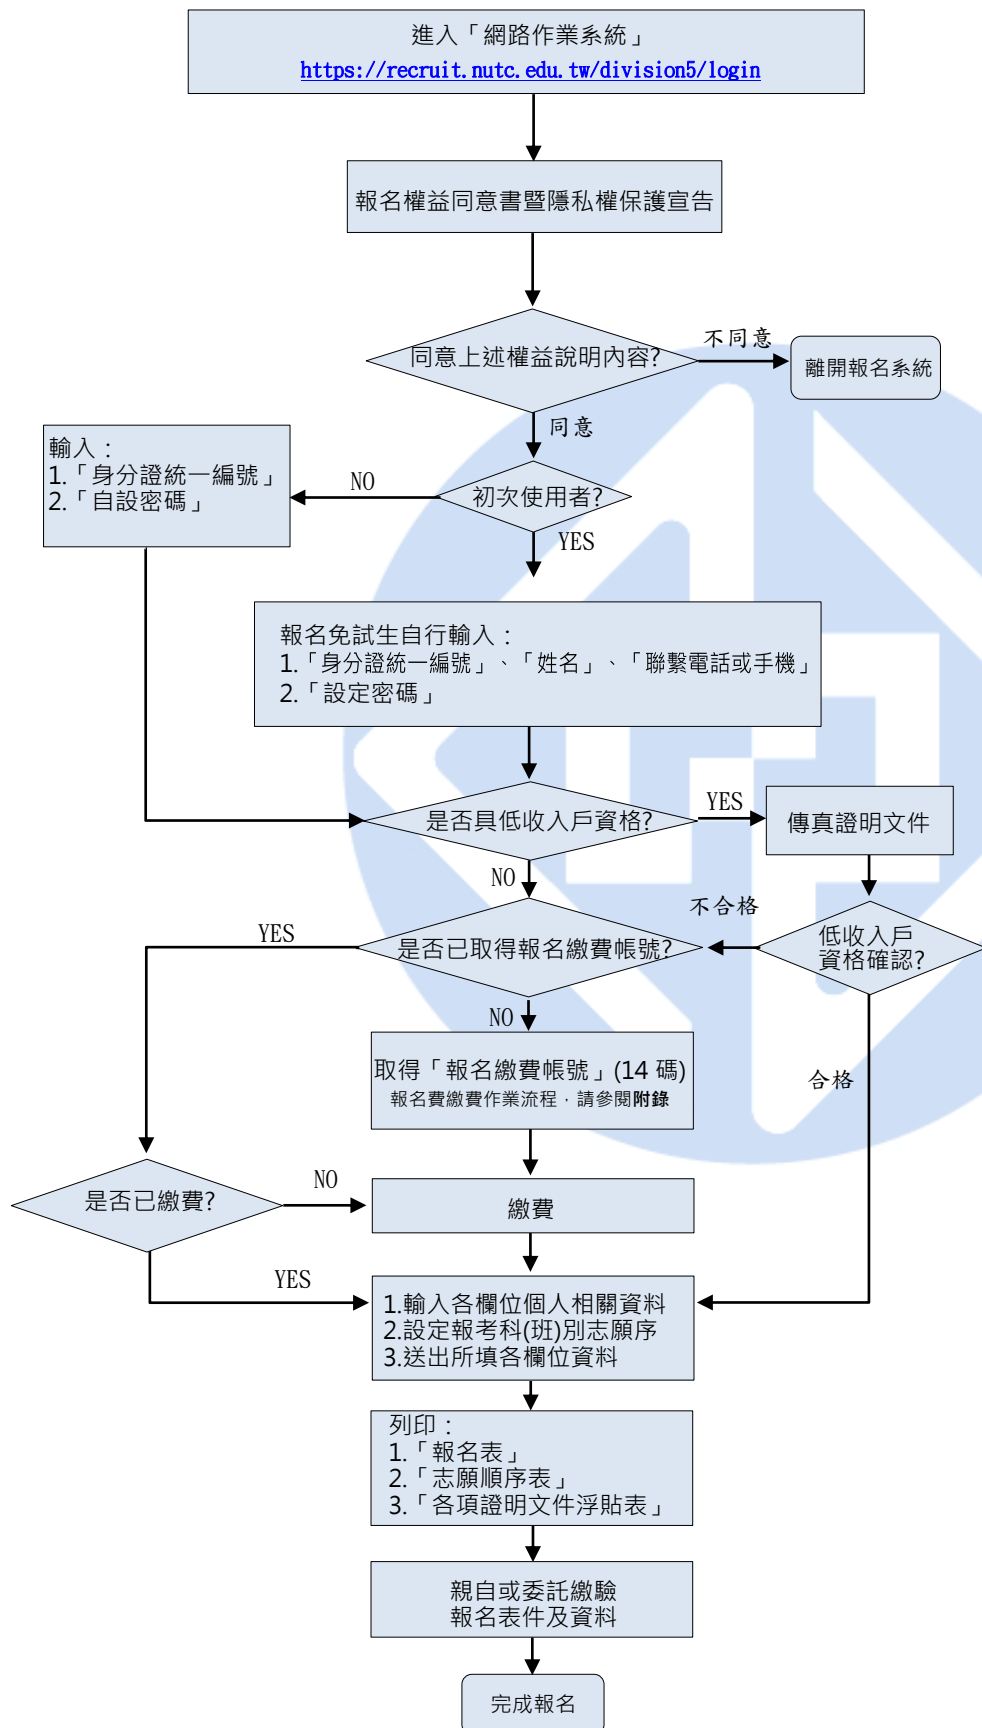 進入「網路作業系統」
https://recruit.nutc.edu.tw/division5/login
報名權益同意書暨隱私權保護宣告
同意上述權益說明內容?
不同意
離開報名系統
同意
初次使用者?
NO
輸入：
1.「身分證統一編號」
2.「自設密碼」
YES
報名免試生自行輸入：
1.「身分證統一編號」、「姓名」、「聯繫電話或手機」
2.「設定密碼」
是否具低收入戶資格?
YES
傳真證明文件
NO
不合格
低收入戶
資格確認?
YES
是否已取得報名繳費帳號?
NO
取得「報名繳費帳號」(14 碼)
報名費繳費作業流程，請參閱附錄
合格
是否已繳費?
NO
繳費
YES
1.輸入各欄位個人相關資料
2.設定報考科(班)別志願序
3.送出所填各欄位資料
列印：
1.「報名表」
2.「志願順序表」
3.「各項證明文件浮貼表」
親自或委託繳驗
報名表件及資料
完成報名